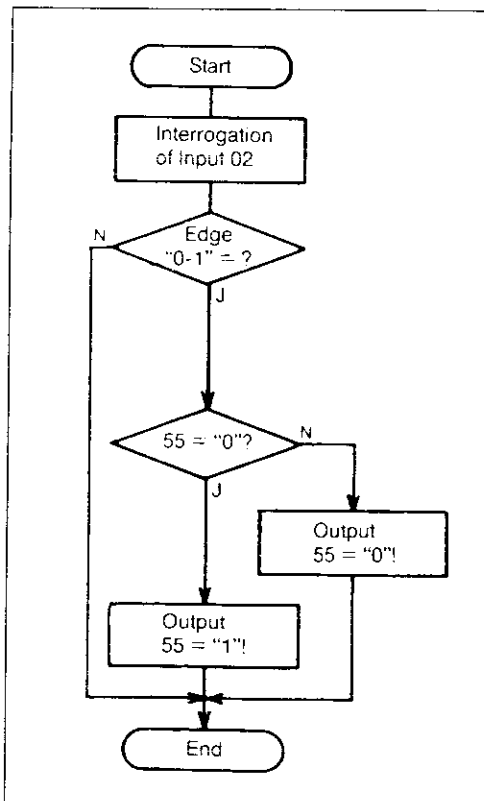 Start
Interrogation
of Input 02
N
Edge
"0-1" = ?
J
55 = "0"?
N
J
Output
55 = "0"!
Output
55 = "1"!
End